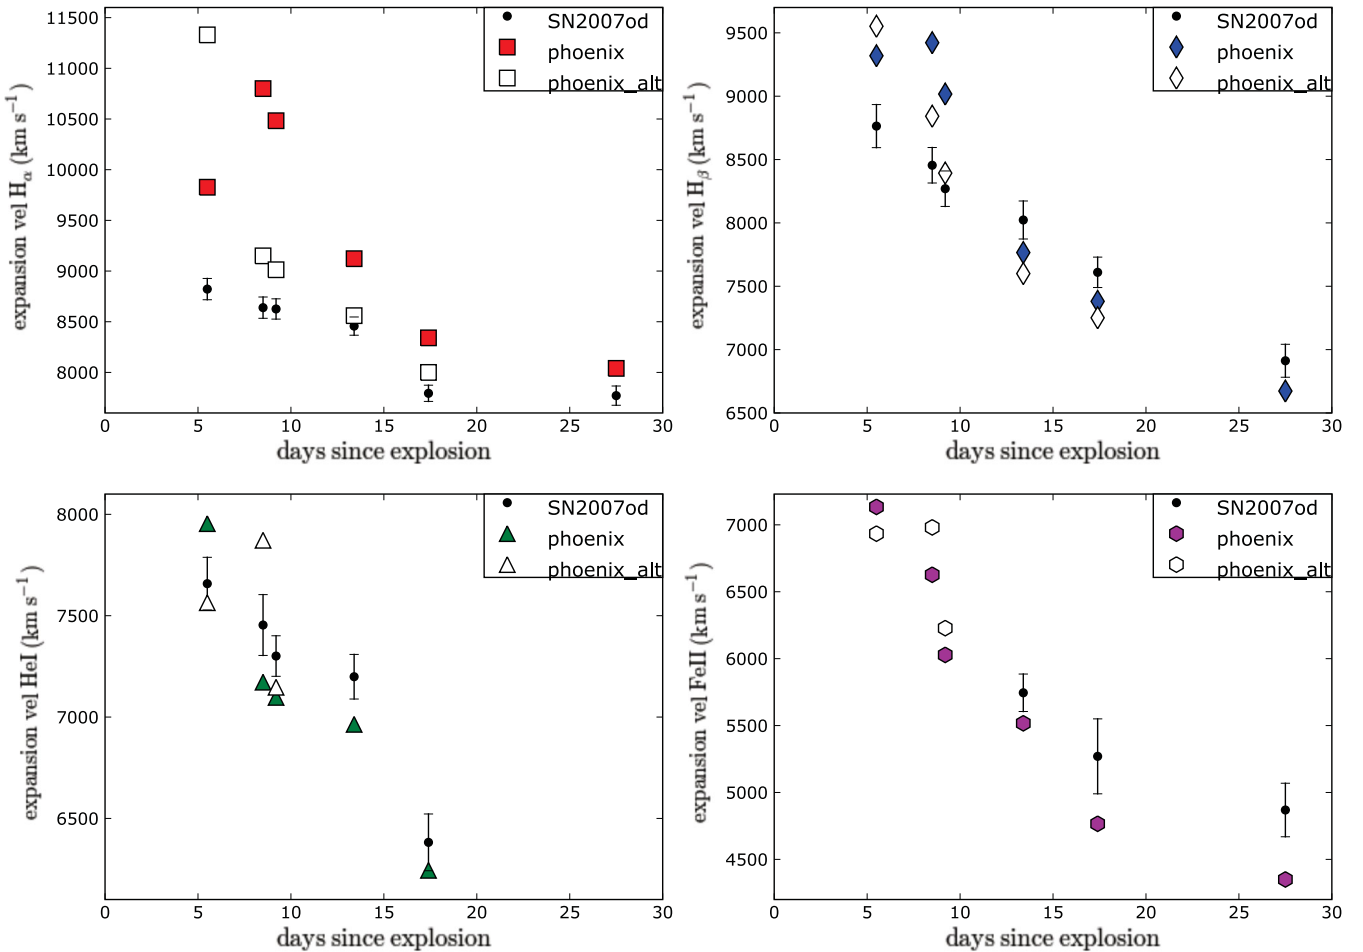 expansion vel Hα (km s⁻¹)
11500
11000
10500
10000
9500
9000
8500
8000
0 5 10 15 20 25 30
days since explosion
SN2007od
phoenix
phoenix_alt
expansion vel Hβ (km s⁻¹)
9500
9000
8500
8000
7500
7000
6500
0 5 10 15 20 25 30
days since explosion
SN2007od
phoenix
phoenix_alt
expansion vel HeI (km s⁻¹)
8000
7500
7000
6500
0 5 10 15 20 25 30
days since explosion
SN2007od
phoenix
phoenix_alt
expansion vel FeII (km s⁻¹)
7000
6500
6000
5500
5000
4500
0 5 10 15 20 25 30
days since explosion
SN2007od
phoenix
phoenix_alt